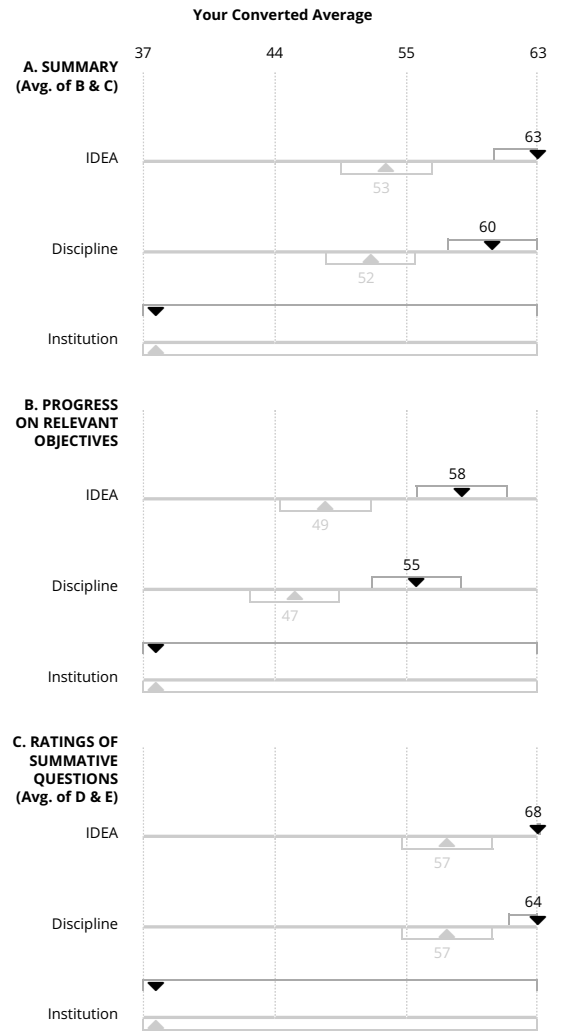 Your Converted Average
37 44 55 63
A. SUMMARY
(Avg. of B & C)
63
IDEA
53
60
Discipline
52
Institution
B. PROGRESS
ON RELEVANT
OBJECTIVES
58
IDEA
49
55
Discipline
47
Institution
C. RATINGS OF
SUMMATIVE
QUESTIONS
(Avg. of D & E)
68
IDEA
57
64
Discipline
57
Institution